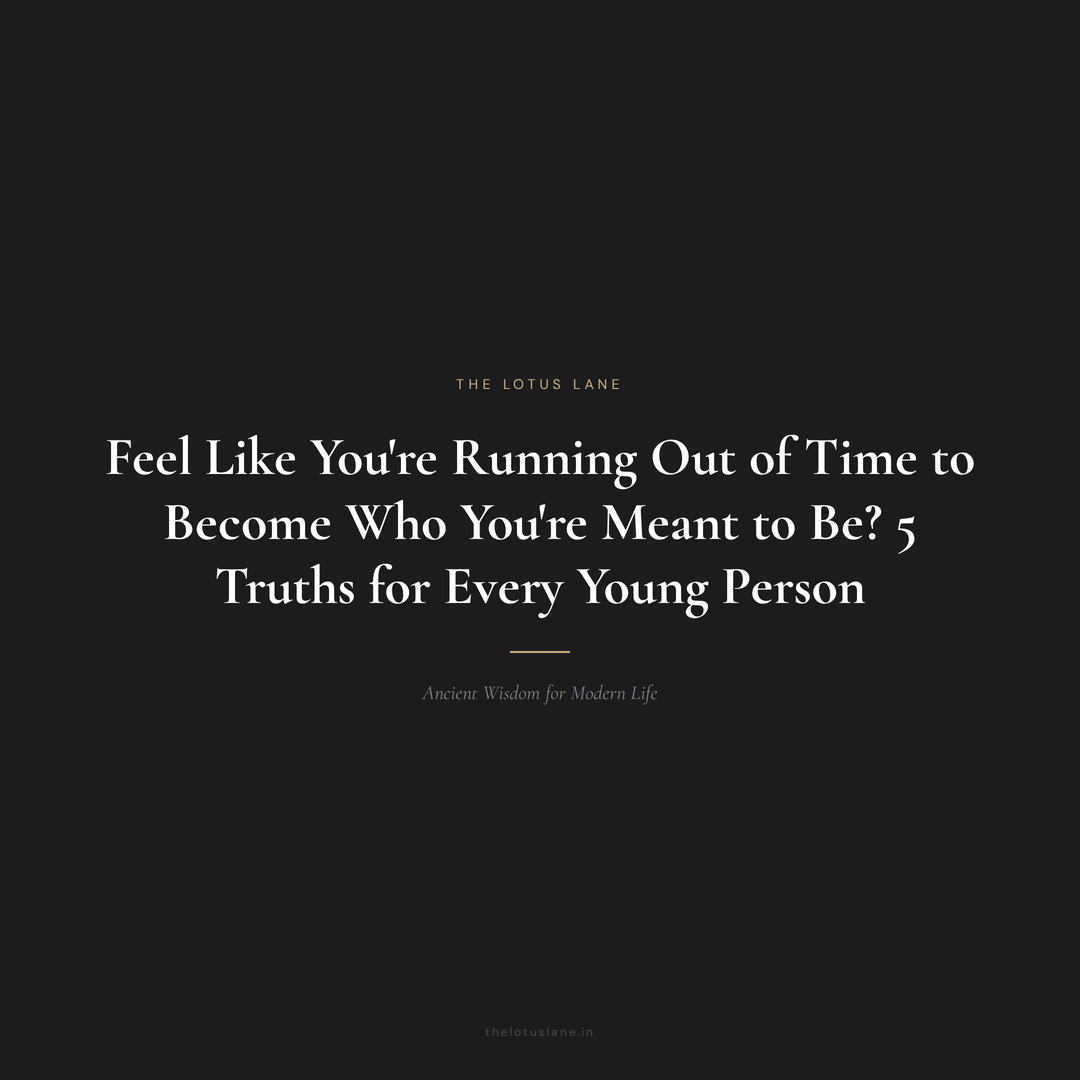 THE LOTUS LANE
Feel Like You're Running Out of Time to
Become Who You're Meant to Be? 5
Truths for Every Young Person
Ancient Wisdom for Modern Life
thelotuslane.in